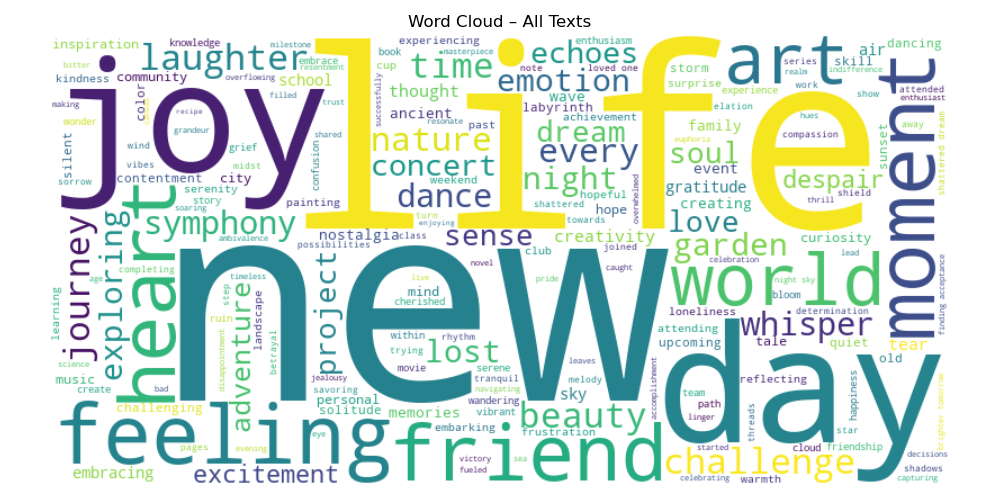 Word Cloud – All Texts
inspiration
knowledge
milestone
laughter
kindness
community
embrace
overflowing
resentment
school
color
filled
trust
making
recipe
wonder
grandeur
joy
life
experiencing
book
masterpiece
enthusiasm
time
echoes
cup
note
loved one
emotion
thought
successfully
labyrinth
wave
surprise
storm
ancient
past
resonate
achievement
elation
nature
dream
family
every
euphoria
concert
soul
night
event
weekend
hopeful
gratitude
dance
shattered
hope
towards
overwhelmed
creating
turn
enjoying
love
art
series
realm
air
skill
dancing
indifference
experience
work
show
attended
enthusiast
hues
away
compassion
sunset
despair
shield
thrill
shattered dream
moment
silent
wind
grief
shared
vibes
midst
confusion
sorrow
contentment
city
serenity
story
soaring
painting
symphony
nostalgia
class
sense
creativity
joined
possibilities
ambivalence
club
garden
curiosity
lead
journey
exploring
heart
completing
age
learning
science
music
create
bad
timeless
step
landscape
adventure
ruin
disappointment
betrayal
project
new
novel
caught
live
mind
cherished
pride
within
rhythm
trying
lost
movie
serene
leaves
jealousy
tranquil
melody
savoring
navigating
personal
wandering
sky
solitude
memories
vibrant
accomplishment
embarking
beauty
eye
frustration
world
celebration
night sky
bloom
determination
loneliness
whisper
attending
tale
quiet
tear
upcoming
old
finding acceptance
reflecting
day
team
path
linger
threads
happiness
star
started
cloud
friendship
brighter tomorrow
decisions
challenge
celebrating
warmth
shadows
capturing
challenging
feeling
pages
evening
embracing
excitement
friend
victory
fueled
sea
bitter